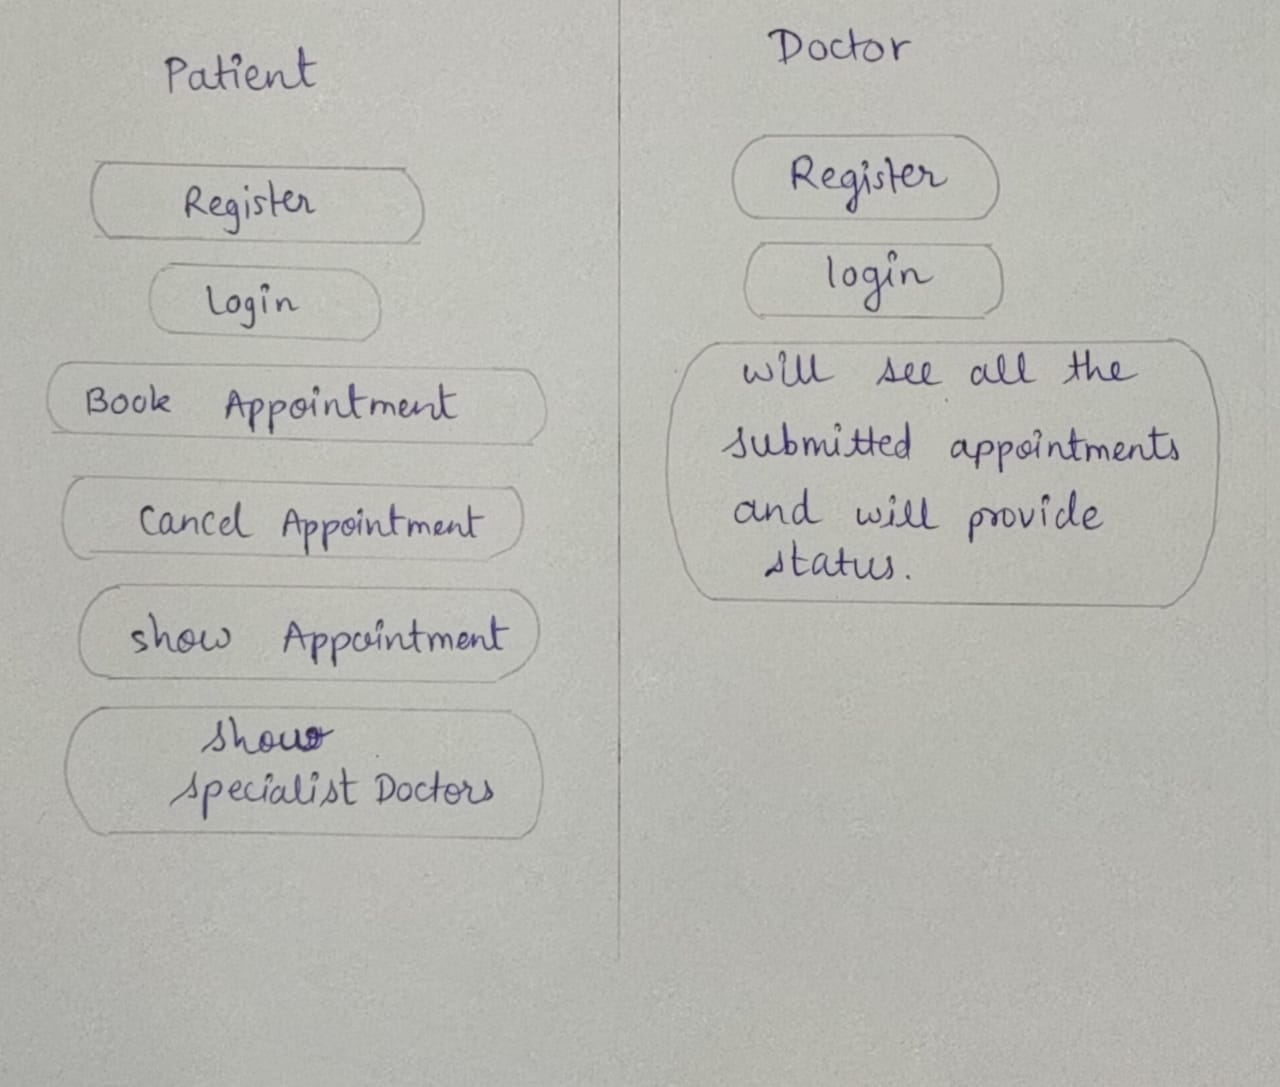 Patient
Register
Login
Book Appointment
Cancel Appointment
show Appointment
show
specialist Doctors
Doctor
Register
login
will see all the
submitted appointments
and will provide
status.